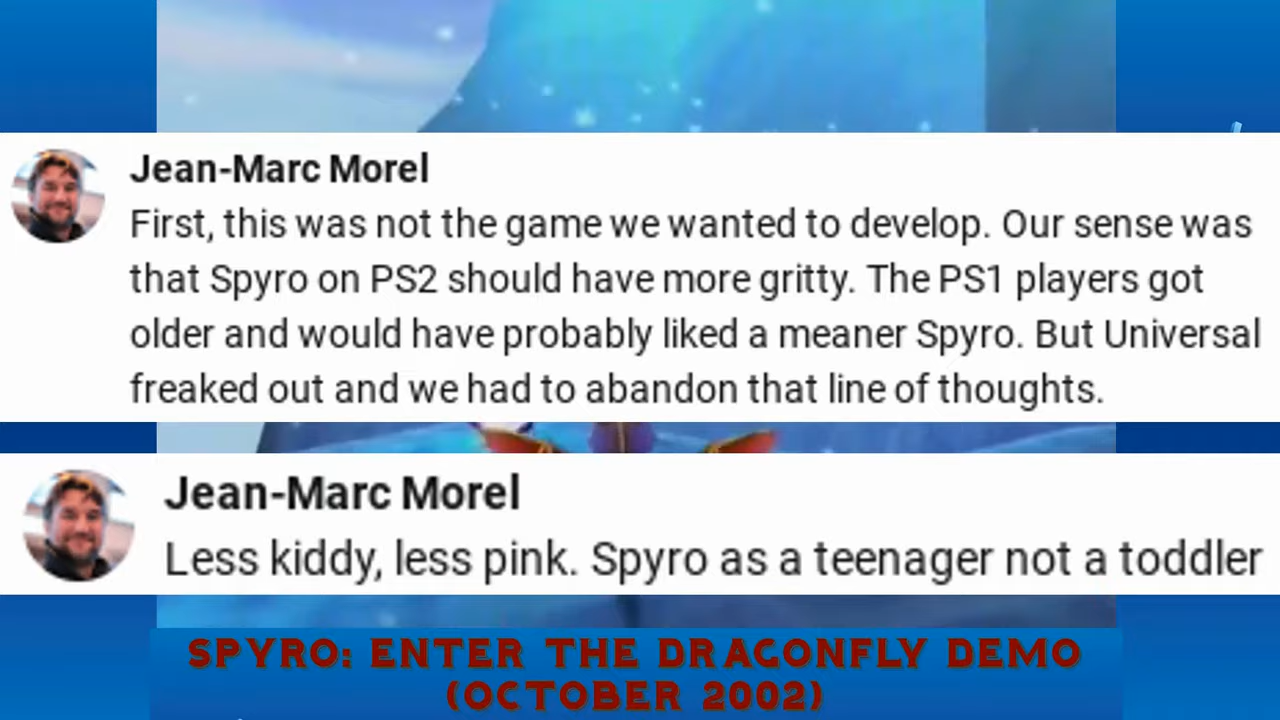 Jean-Marc Morel
First, this was not the game we wanted to develop. Our sense was
that Spyro on PS2 should have more gritty. The PS1 players got
older and would have probably liked a meaner Spyro. But Universal
freaked out and we had to abandon that line of thoughts.
Jean-Marc Morel
Less kiddy, less pink. Spyro as a teenager not a toddler
SPYRO: ENTER THE DRAGONFLY DEMO
(OCTOBER 2002)